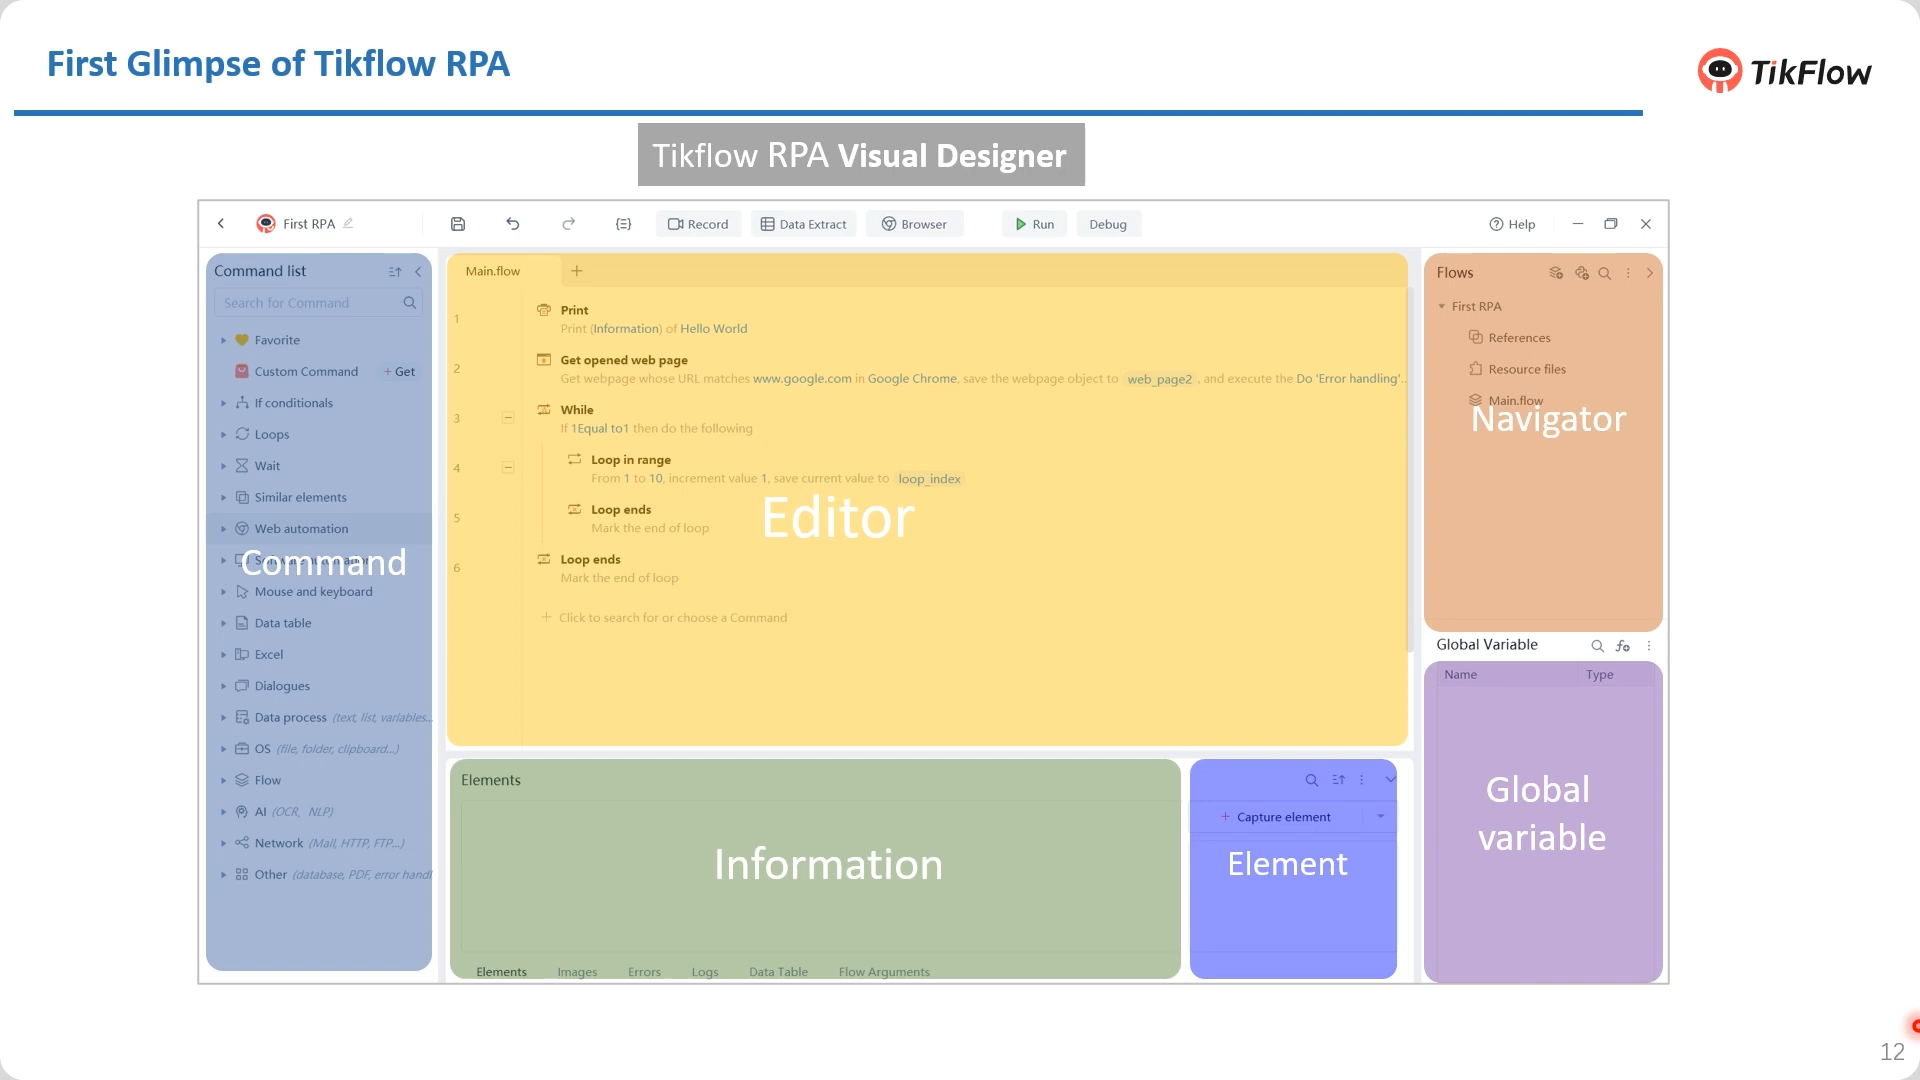 First Glimpse of Tikflow RPA
TikFlow
Tikflow RPA Visual Designer
First RPA
Record
Data Extract
Browser
Run
Debug
Help
Command list
Search for Command
Favorite
Custom Command
+ Get
If conditionals
Loops
Wait
Similar elements
Web automation
Command
Mouse and keyboard
Data table
Excel
Dialogues
Data process (text, list, variables...
OS (file, folder, clipboard...)
Flow
AI (OCR、NLP)
Network (Mail, HTTP, FTP...)
Other (database, PDF, error handl
Main.flow
+
1
Print
Print (Information) of Hello World
2
Get opened web page
Get webpage whose URL matches www.google.com in Google Chrome, save the webpage object to web_page2 , and execute the Do 'Error handling'..
3
While
If 1Equal to1 then do the following
4
Loop in range
From 1 to 10, increment value 1, save current value to loop_index
5
Loop ends
Mark the end of loop
Editor
6
Loop ends
Mark the end of loop
+ Click to search for or choose a Command
Elements
Information
Elements
Images
Errors
Logs
Data Table
Flow Arguments
+ Capture element
Element
Flows
First RPA
References
Resource files
Main.flow
Navigator
Global Variable
Name
Type
Global
variable
12